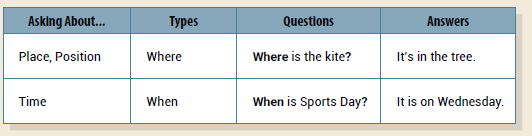 Asking About... Types Questions Answers
Place, Position Where Where is the kite? It's in the tree.
Time When When is Sports Day? It is on Wednesday.